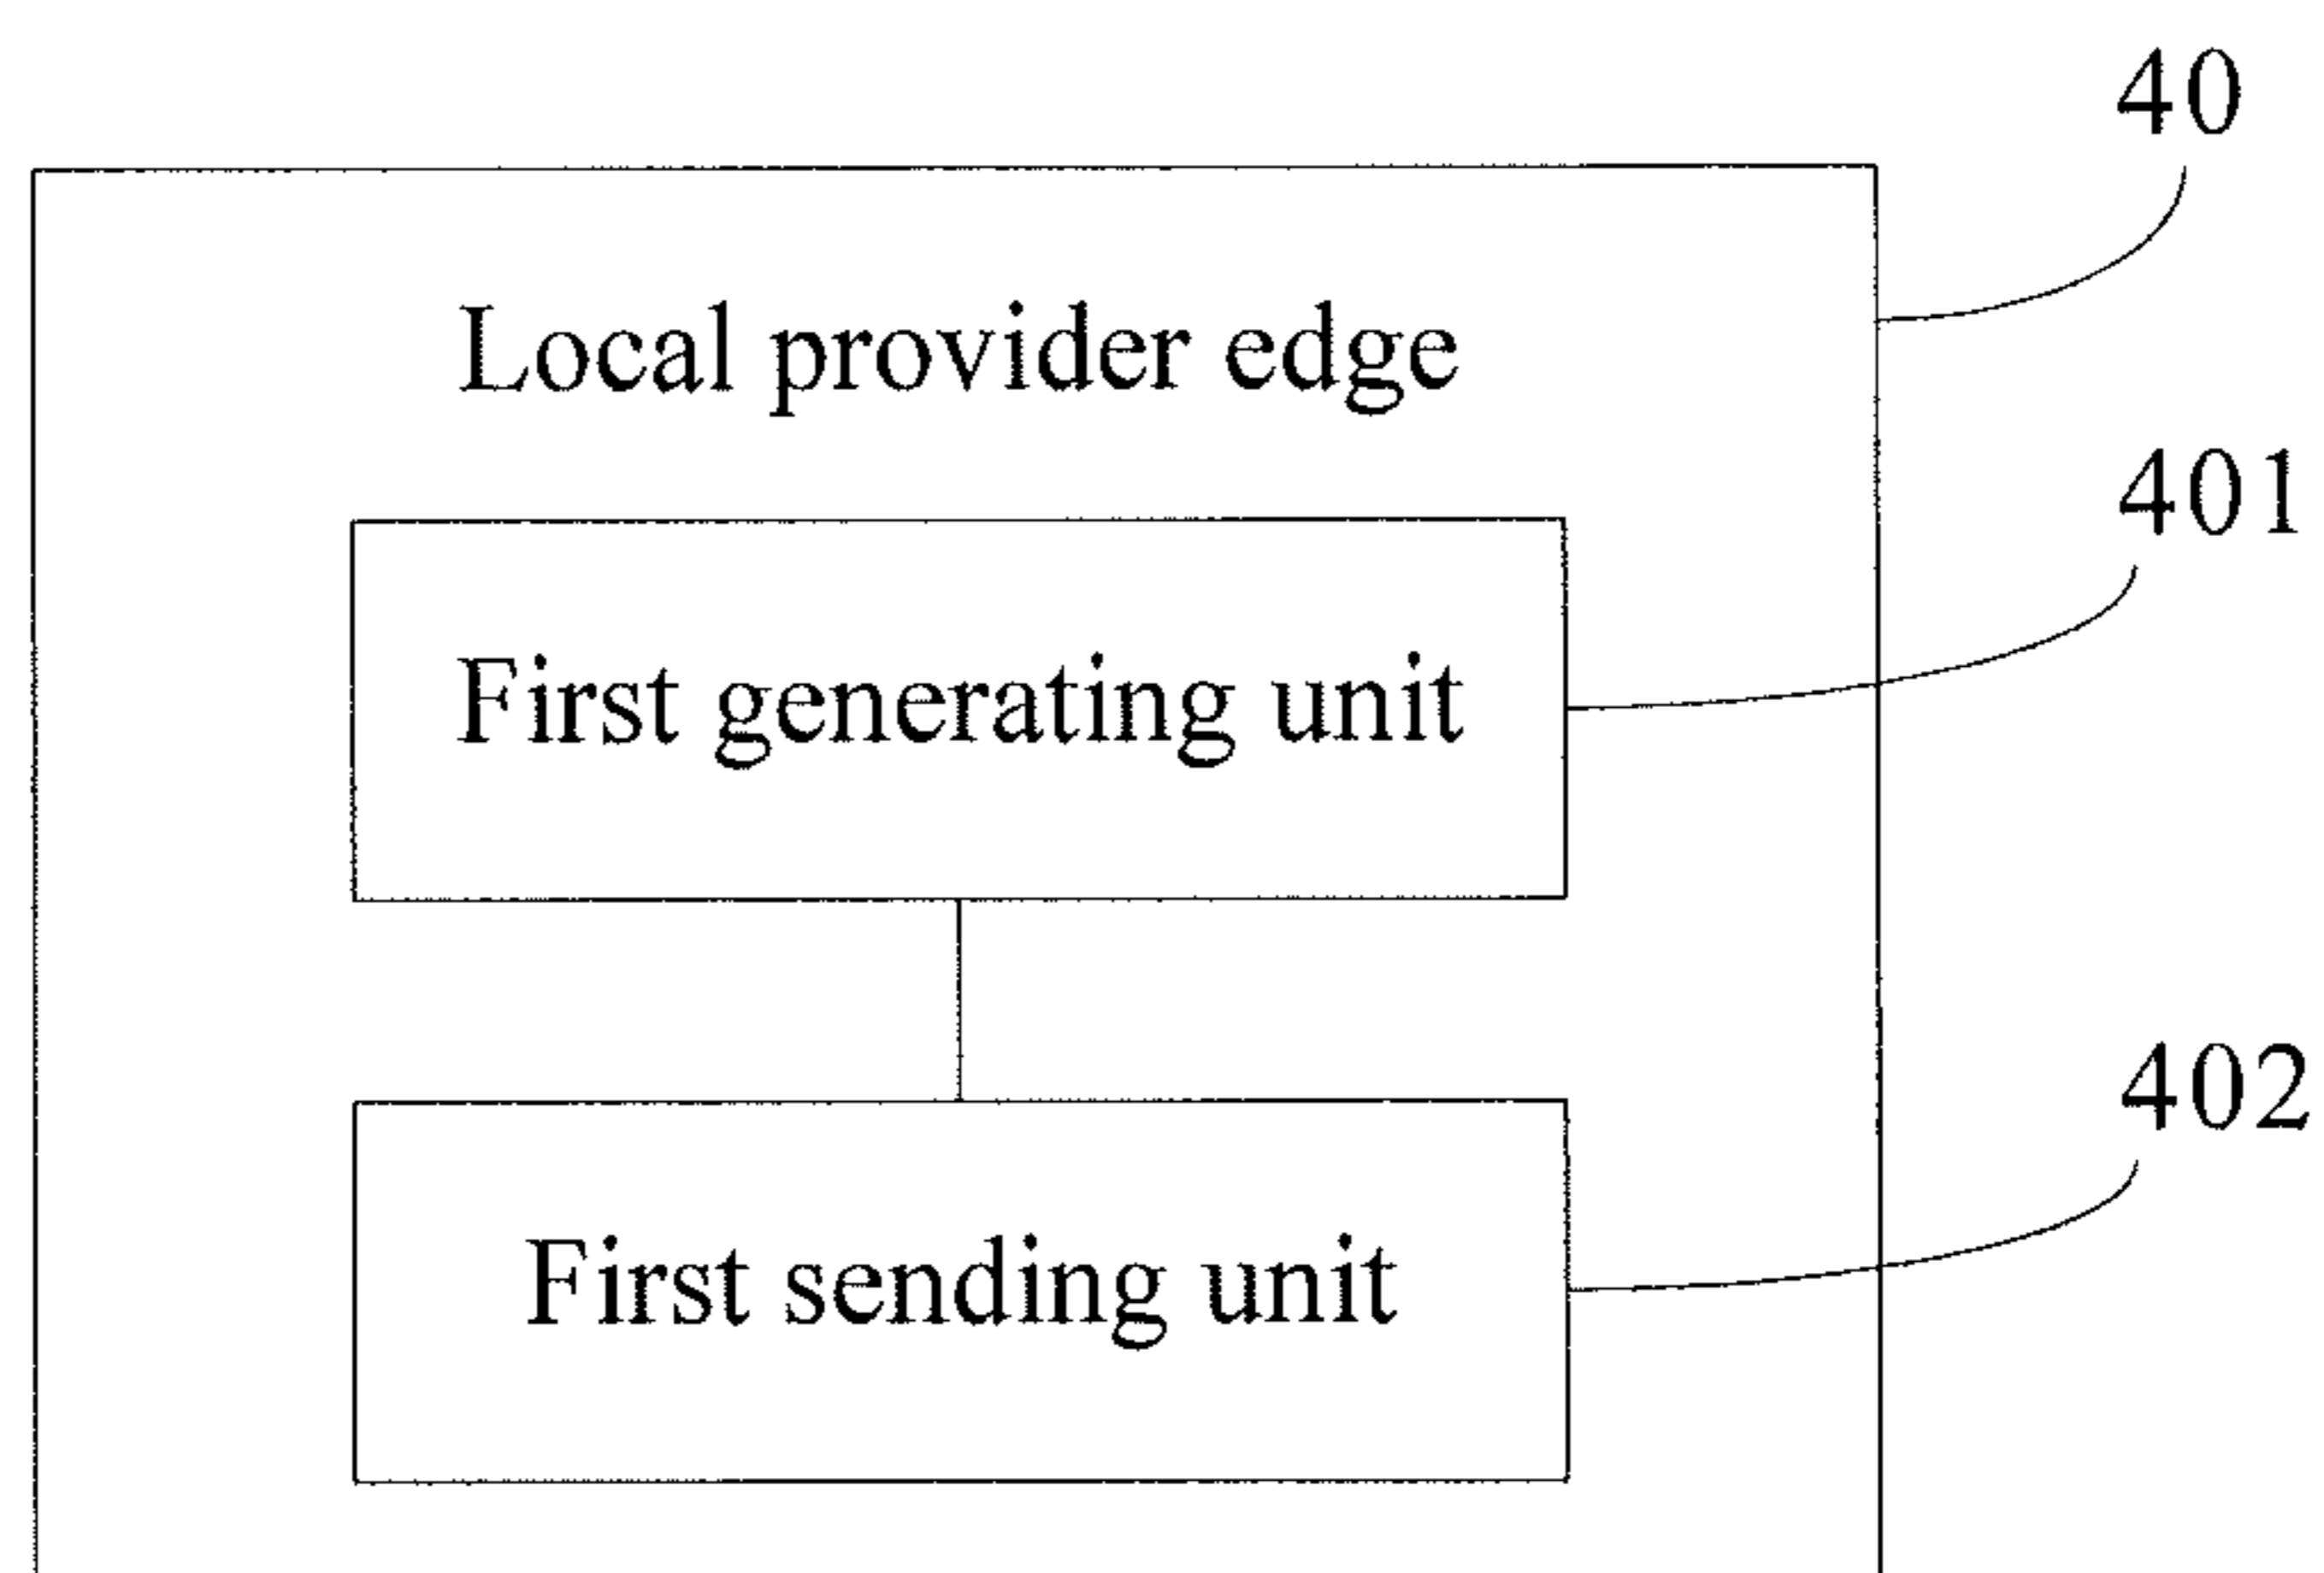 40
Local provider edge
401
First generating unit
402
First sending unit